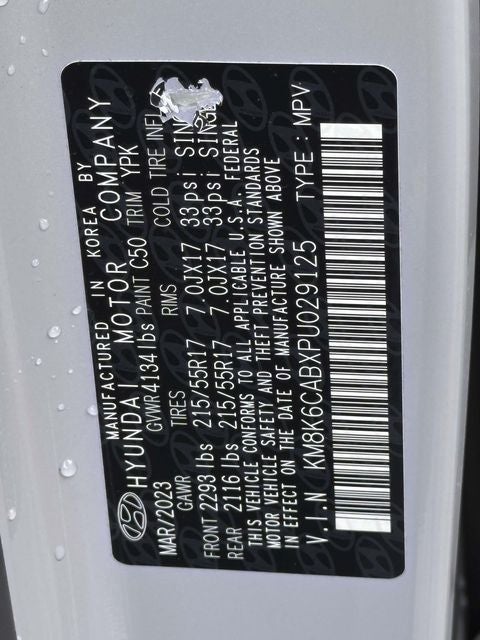 MANUFACTURED IN KOREA BY
HYUNDAI MOTOR COMPANY
MAR/2023 GVWR 4134 lbs PAINT C50 TRIM YPK
GAWR TIRES RIMS COLD TIRE INFL
FRONT 2293 lbs 215/55R17 7.0JX17 33psi SIN
REAR 2116 lbs 215/55R17 7.0JX17 33psi SIN
THIS VEHICLE CONFORMS TO ALL APPLICABLE U.S.A. FEDERAL
MOTOR VEHICLE SAFETY AND THEFT PREVENTION STANDARDS
IN EFFECT ON THE DATE OF MANUFACTURE SHOWN ABOVE
V.I.N KM8K6CABXPU029125 TYPE : MPV